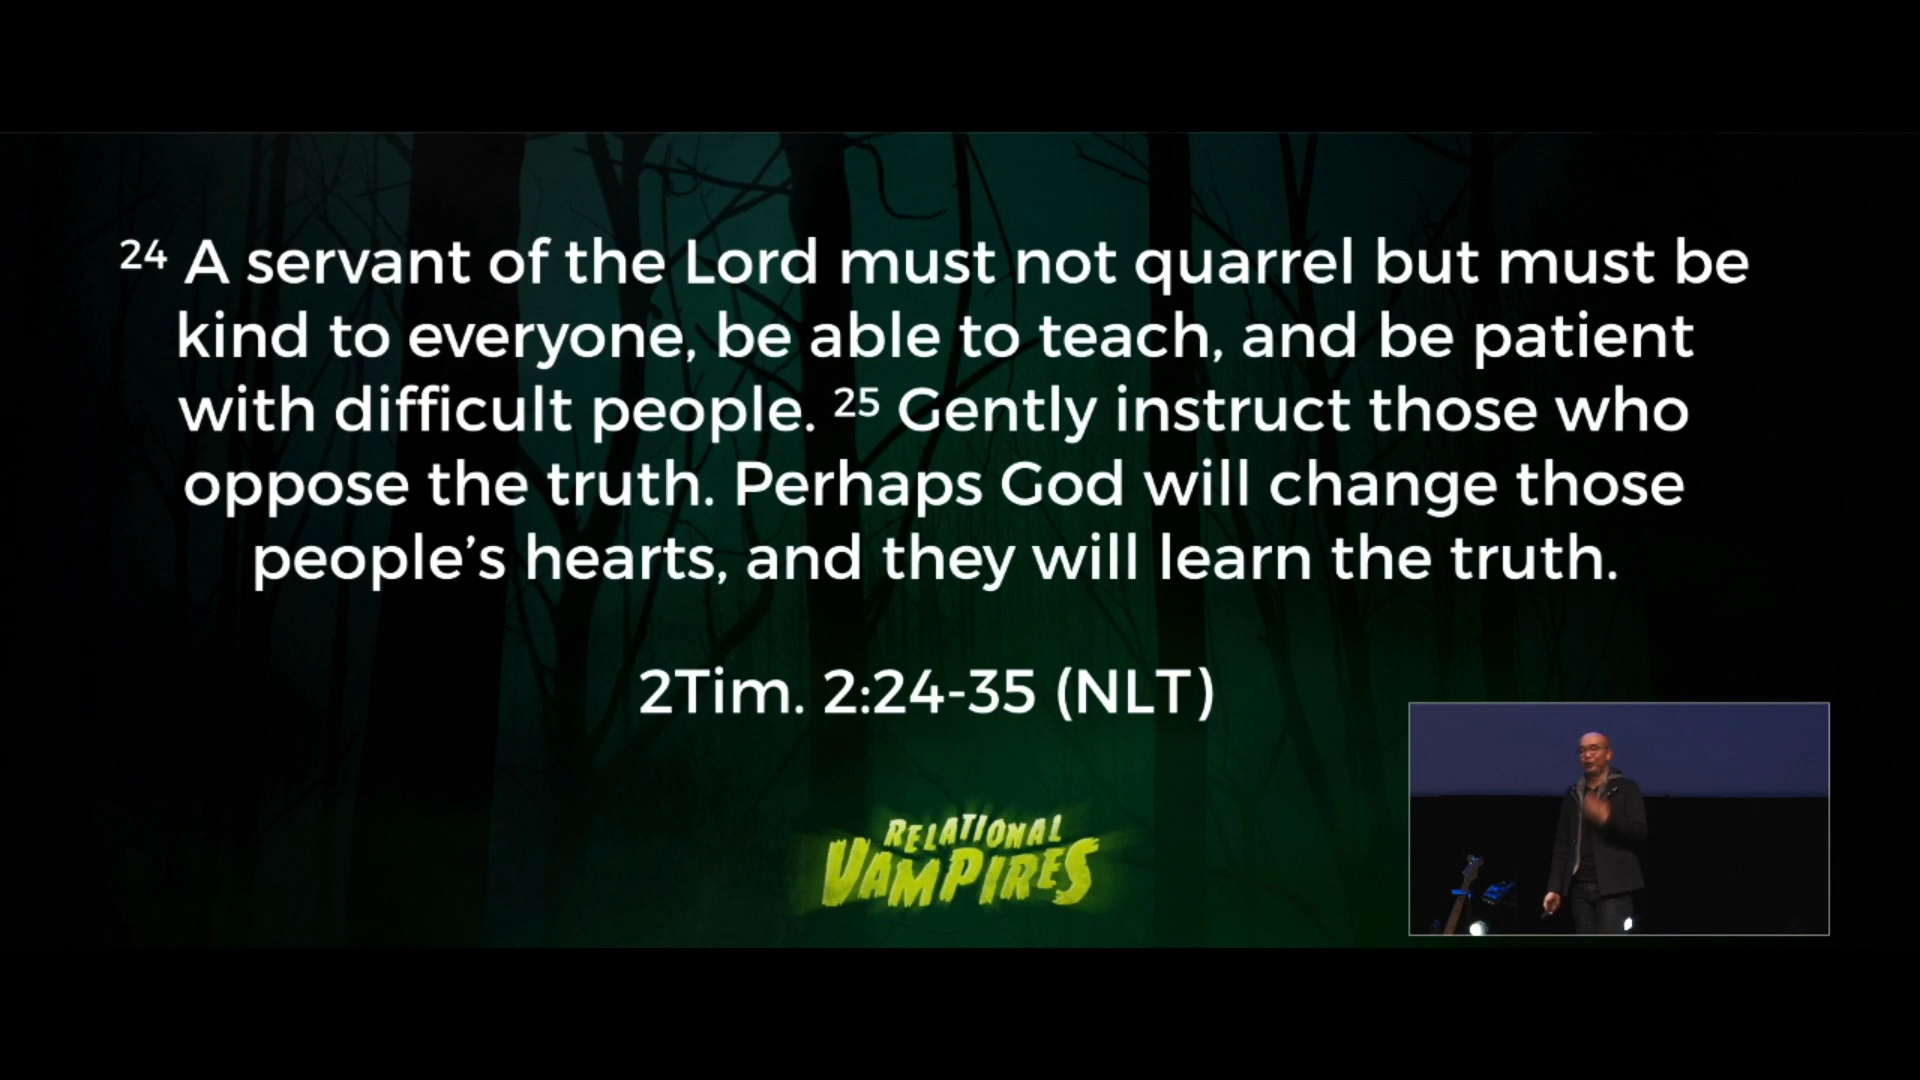 24 A servant of the Lord must not quarrel but must be
kind to everyone, be able to teach, and be patient
with difficult people. 25 Gently instruct those who
oppose the truth. Perhaps God will change those
people’s hearts, and they will learn the truth.
2Tim. 2:24-35 (NLT)
RELATIONAL
VAMPIRES